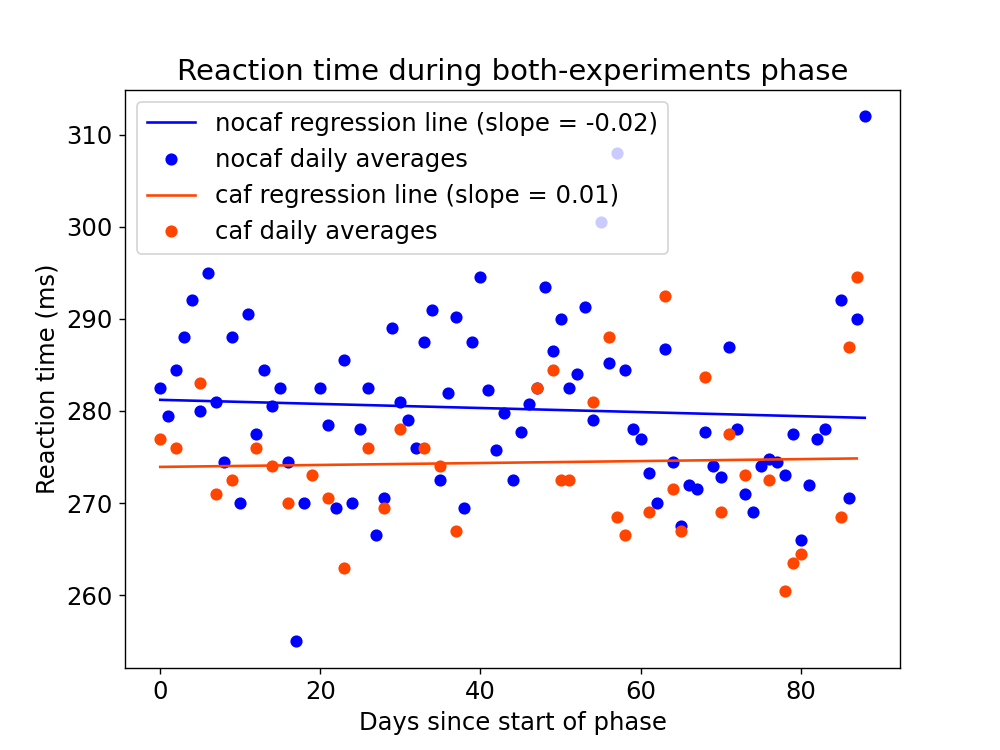 Reaction time during both-experiments phase
nocaf regression line (slope = -0.02)
nocaf daily averages
caf regression line (slope = 0.01)
caf daily averages
Reaction time (ms)
310
300
290
280
270
260
0 20 40 60 80
Days since start of phase